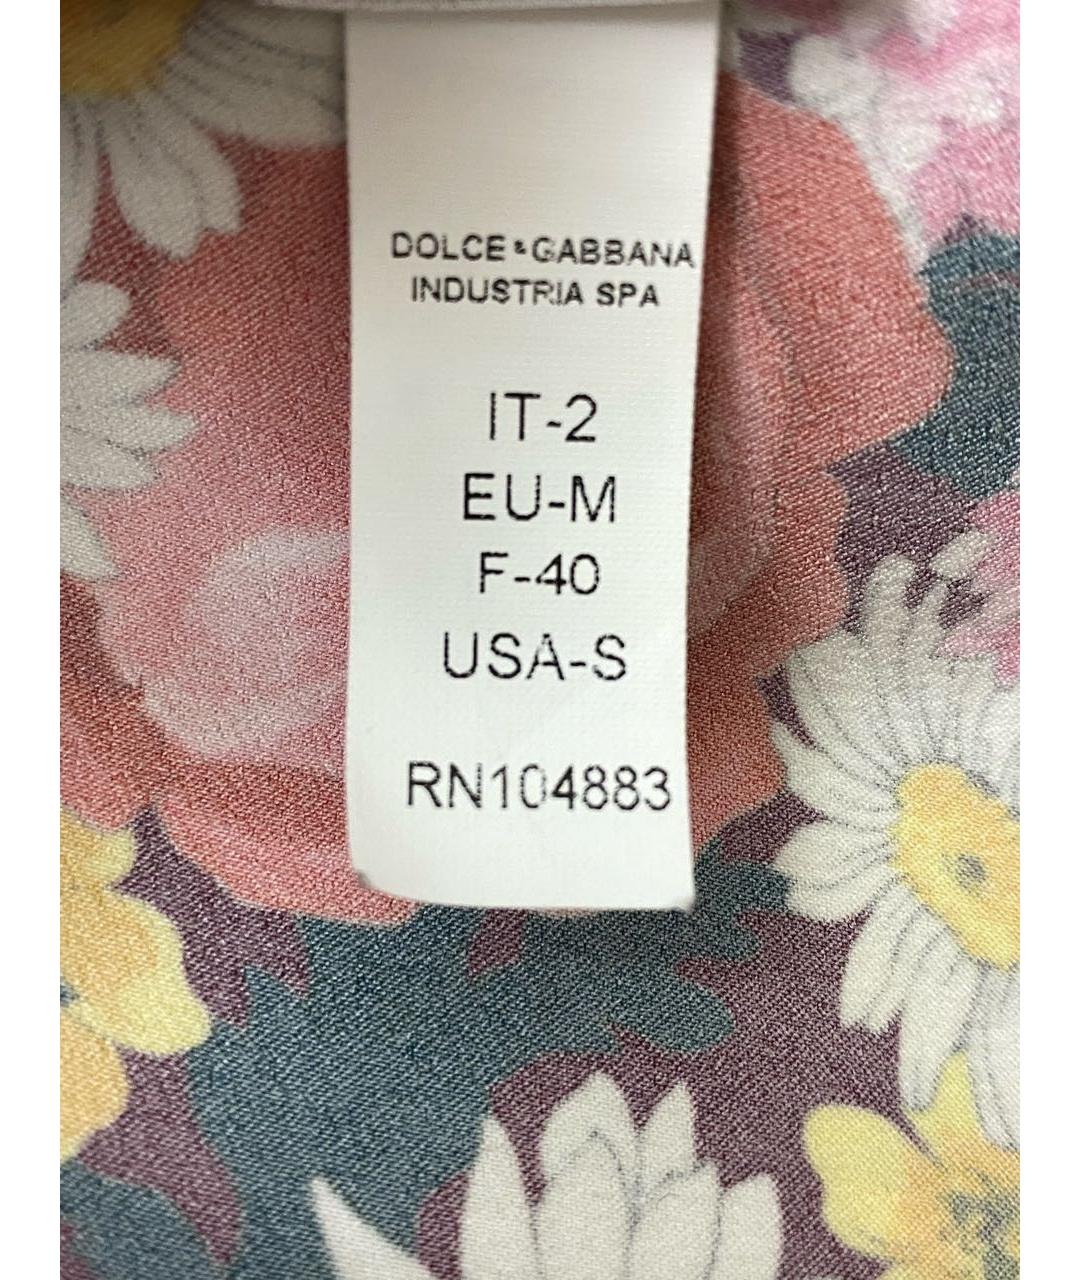 DOLCE&GABBANA
INDUSTRIA SPA
IT-2
EU-M
F-40
USA-S
RN104883